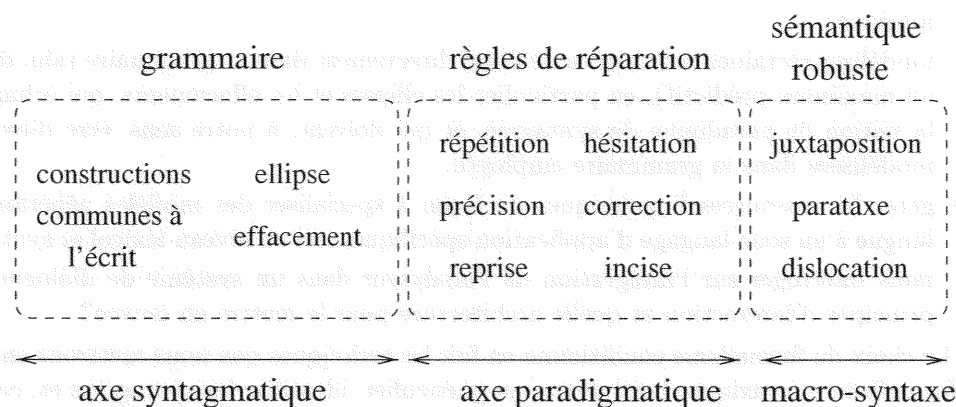 grammaire
règles de réparation
sémantique
robuste
constructions
communes à
l'écrit
ellipse
effacement
répétition hésitation
précision correction
reprise incise
juxtaposition
parataxe
dislocation
axe syntagmatique
axe paradigmatique
macro-syntaxe